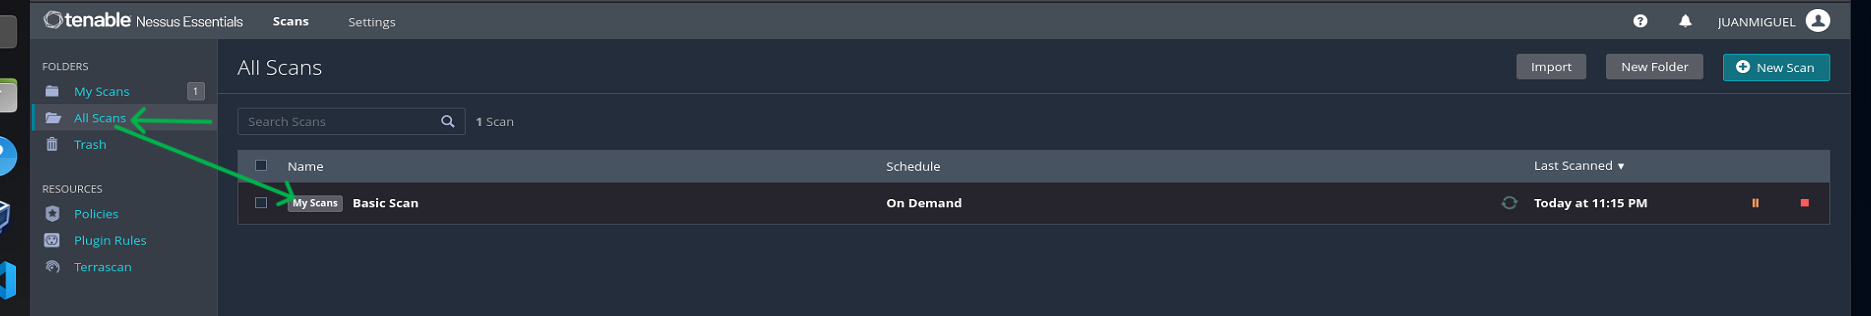 tenable Nessus Essentials Scans Settings JUANMIGUEL
FOLDERS
My Scans 1
All Scans
Trash
RESOURCES
Policies
Plugin Rules
Terrascan
All Scans Import New Folder New Scan
Search Scans 1 Scan
Name Schedule Last Scanned
My Scans Basic Scan On Demand Today at 11:15 PM